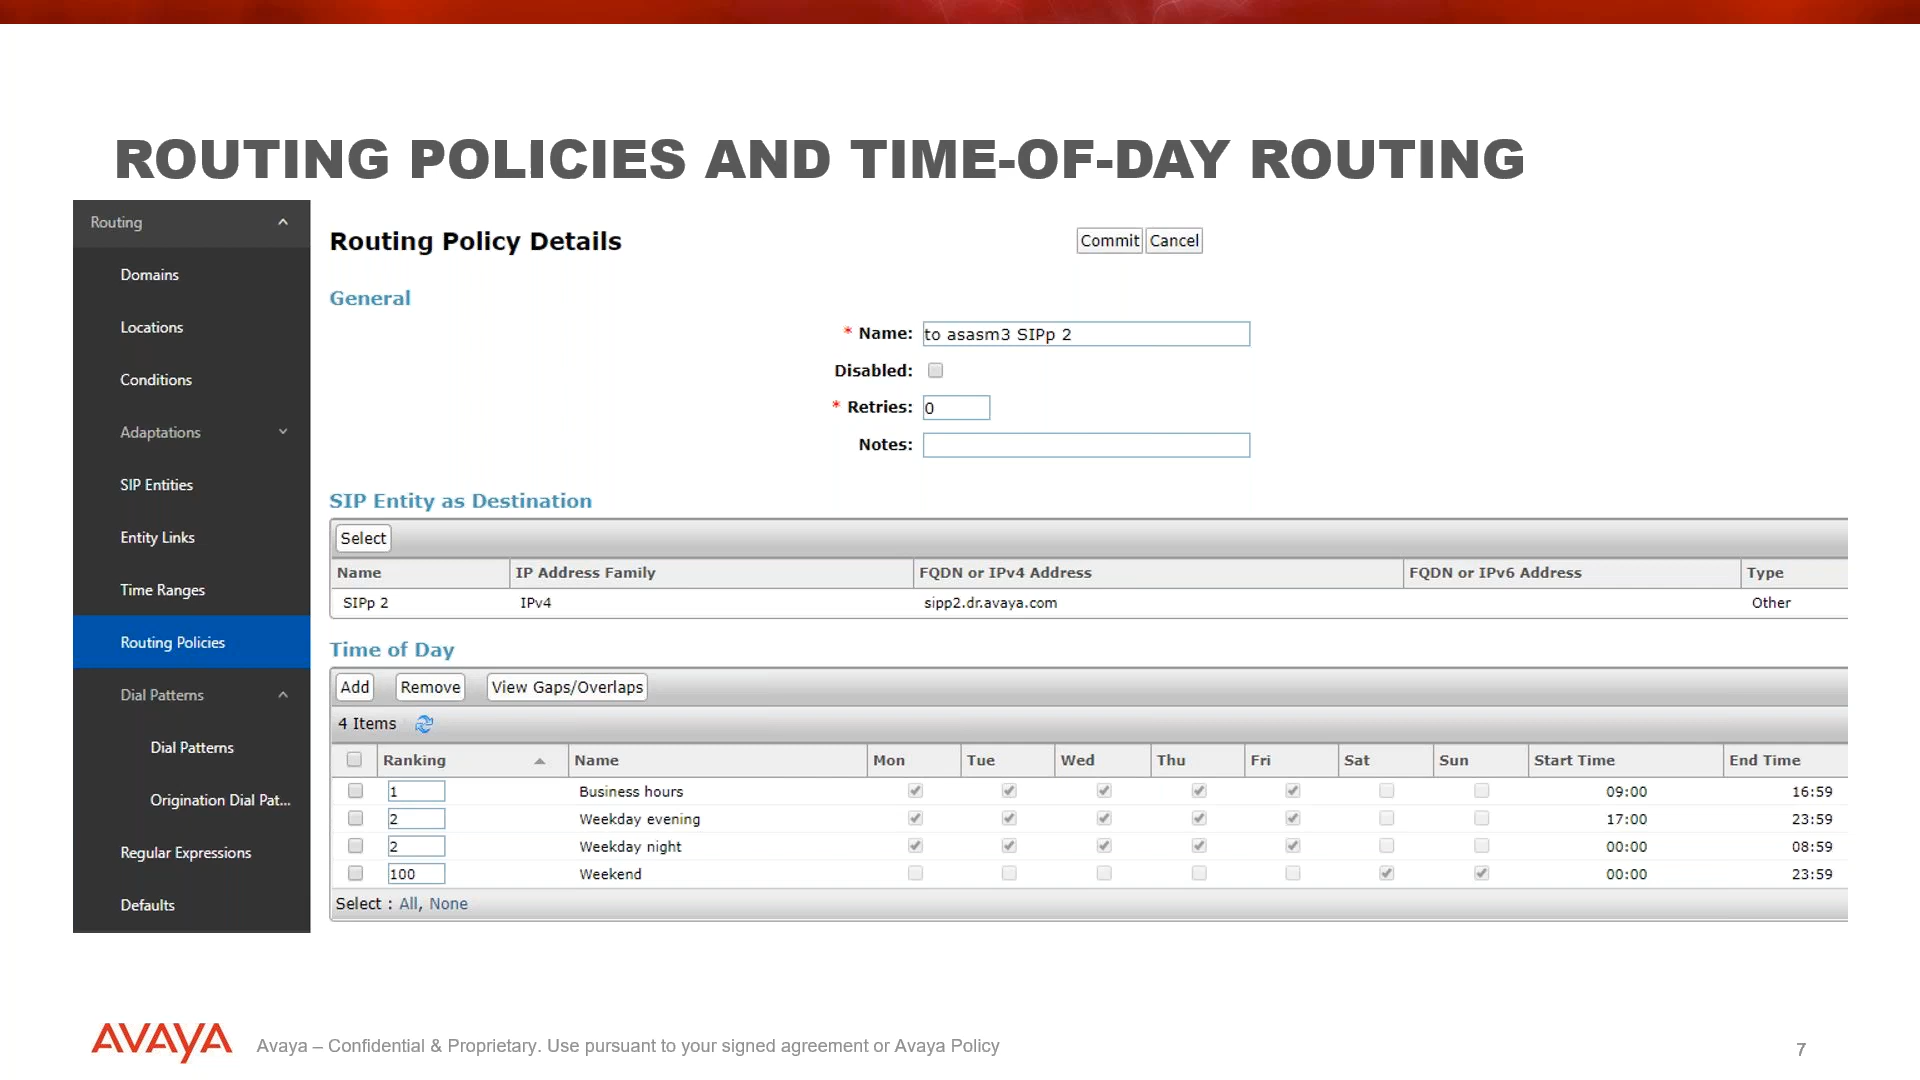 ROUTING POLICIES AND TIME-OF-DAY ROUTING
Routing
Domains
Locations
Conditions
Adaptations
SIP Entities
Entity Links
Time Ranges
Routing Policies
Dial Patterns
Dial Patterns
Origination Dial Pat...
Regular Expressions
Defaults
Routing Policy Details
Commit Cancel
General
* Name: to asasm3 SIPp 2
Disabled:
* Retries: 0
Notes:
SIP Entity as Destination
Select
Name IP Address Family FQDN or IPv4 Address FQDN or IPv6 Address Type
SIPp 2 IPv4 sipp2.dr.avaya.com Other
Time of Day
Add Remove View Gaps/Overlaps
4 Items
Ranking Name Mon Tue Wed Thu Fri Sat Sun Start Time End Time
1 Business hours 09:00 16:59
2 Weekday evening 17:00 23:59
2 Weekday night 00:00 08:59
100 Weekend 00:00 23:59
Select : All, None
AVAYA Avaya – Confidential & Proprietary. Use pursuant to your signed agreement or Avaya Policy 7